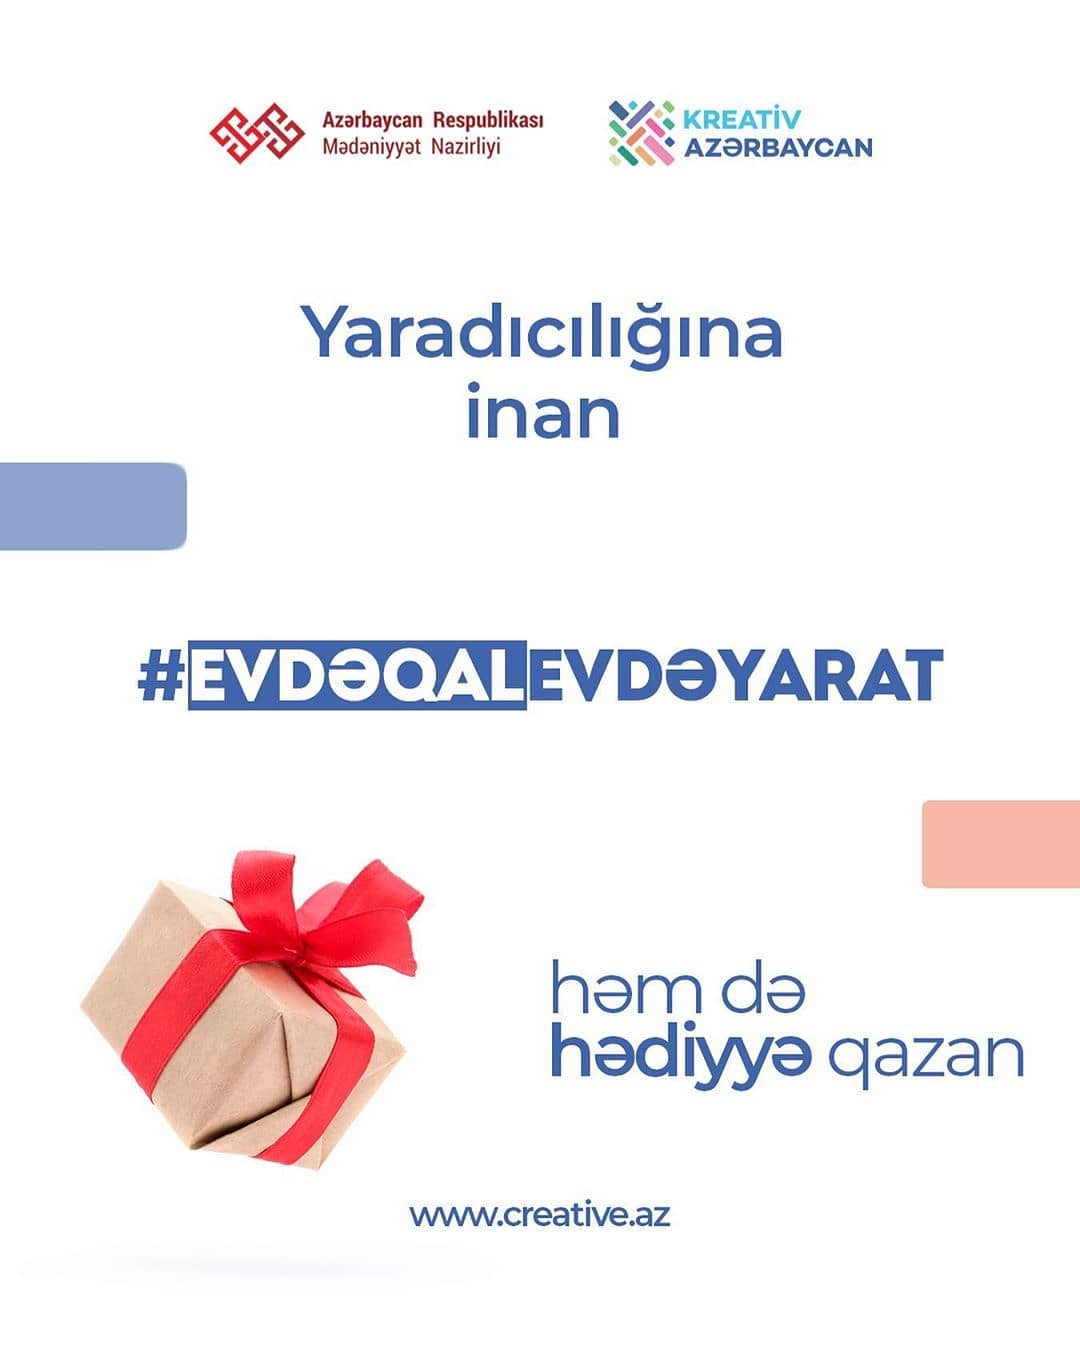 Azərbaycan Respublikası
Mədəniyyət Nazirliyi
KREATİV
AZƏRBAYCAN
Yaradıcılığına
inan
#EVDƏQALEVDƏYARAT
həm də
hədiyyə qazan
www.creative.az